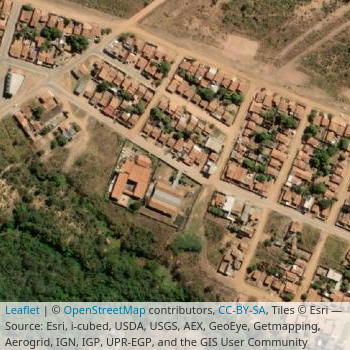 Leaflet | © OpenStreetMap contributors, CC-BY-SA, Tiles © Esri —
Source: Esri, i-cubed, USDA, USGS, AEX, GeoEye, Getmapping,
Aerogrid, IGN, IGP, UPR-EGP, and the GIS User Community